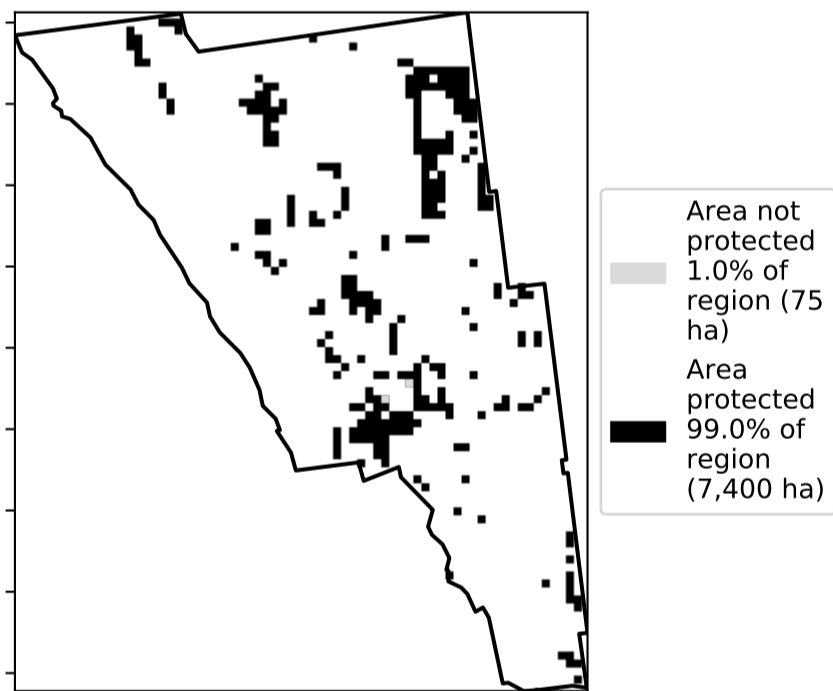 Area not
protected
1.0% of
region (75
ha)
Area
protected
99.0% of
region
(7,400 ha)